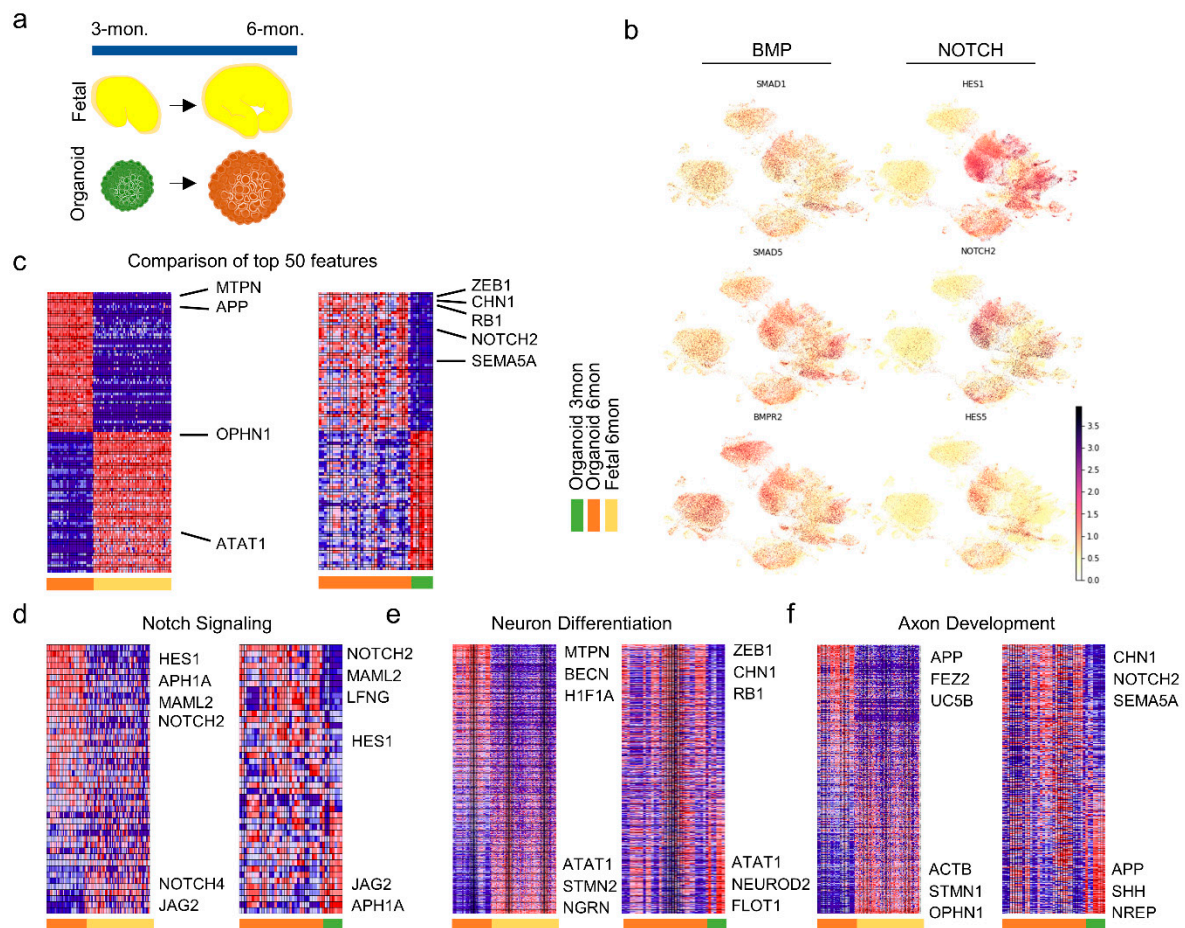 a
3-mon.
6-mon.
Fetal
Organoid
b
BMP
NOTCH
SMAD1
HES1
SMAD5
NOTCH2
BMPR2
HES5
3.5
3.0
2.5
2.0
1.5
1.0
0.5
0.0
c
Comparison of top 50 features
MTPN
APP
OPHN1
ATAT1
ZEB1
CHN1
RB1
NOTCH2
SEMA5A
Organoid 3mon
Organoid 6mon
Fetal 6mon
d
Notch Signaling
HES1
APH1A
MAML2
NOTCH2
NOTCH4
JAG2
NOTCH2
MAML2
LFNG
HES1
JAG2
APH1A
e
Neuron Differentiation
MTPN
BECN
H1F1A
ATAT1
STMN2
NGRN
ZEB1
CHN1
RB1
ATAT1
NEUROD2
FLOT1
f
Axon Development
APP
FEZ2
UC5B
ACTB
STMN1
OPHN1
CHN1
NOTCH2
SEMA5A
APP
SHH
NREP